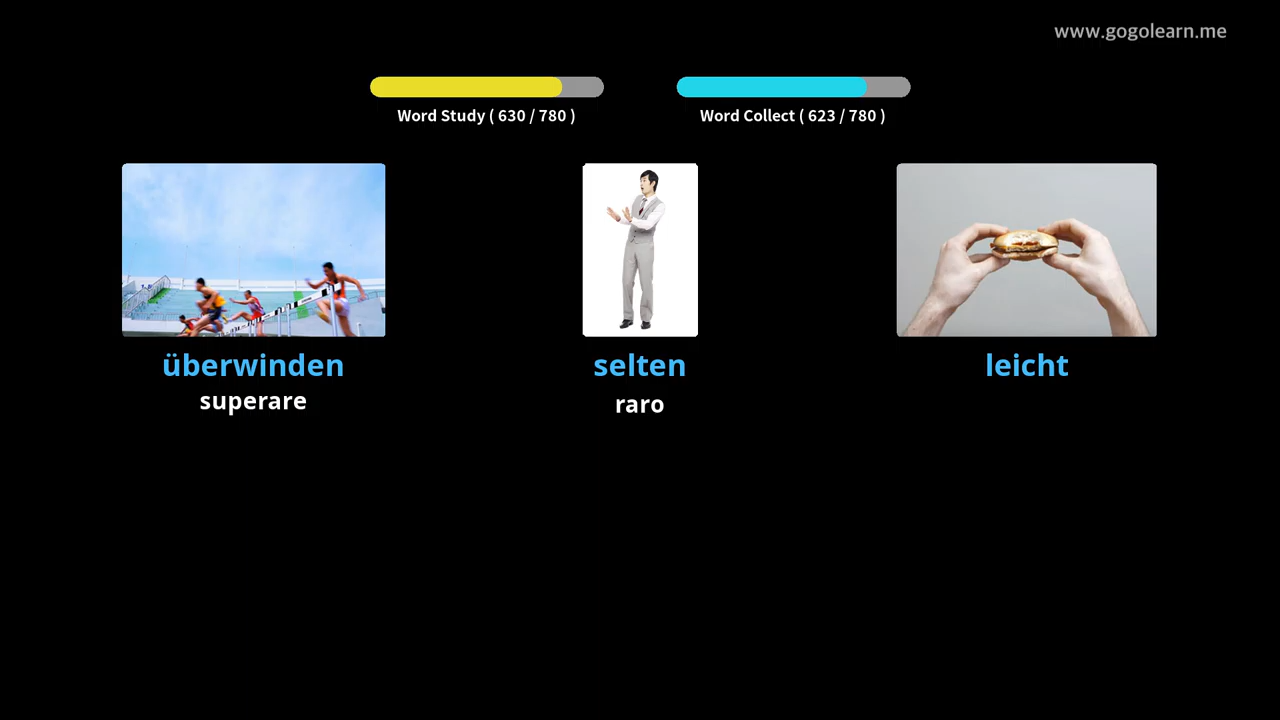 www.gogolearn.me
Word Study ( 630 / 780 )
Word Collect ( 623 / 780 )
überwinden
superare
selten
raro
leicht